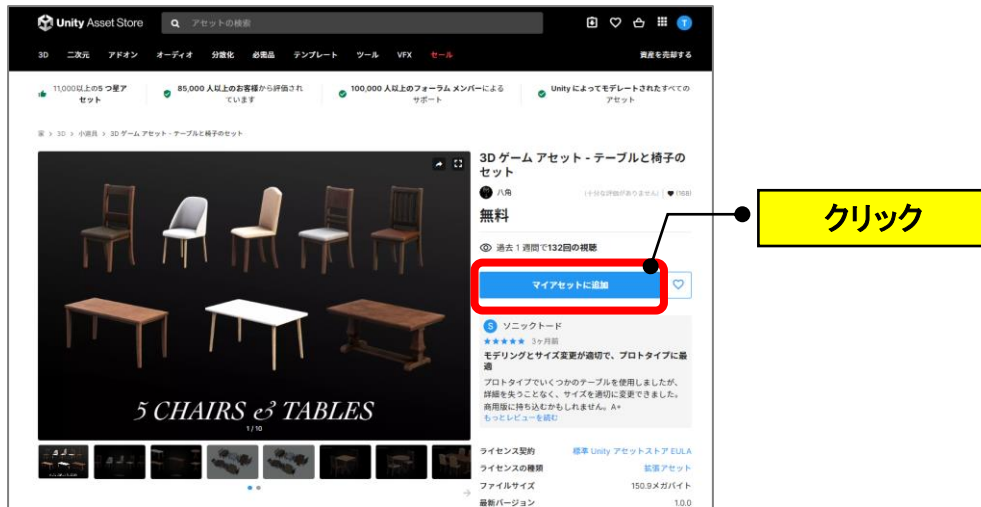 Unity Asset Store
アセットの検索
T
3D 二次元 アドオン オーディオ 分散化 必需品 テンプレート ツール VFX セール 資産を売却する
11,000以上の5 つ星ア
セット
85,000 人以上のお客様から評価され
ています
100,000 人以上のフォーラム メンバーによる
サポート
Unity によってモデレートされたすべての
アセット
家 > 3D > 小道具 > 3D ゲーム アセット - テーブルと椅子のセット
3D ゲーム アセット - テーブルと椅子の
セット
八角
(十分な評価がありません) (168)
無料
過去 1 週間で132回の視聴
マイアセットに追加
クリック
S ソニックトード
★★★★★ 3ヶ月前
モデリングとサイズ変更が適切で、プロトタイプに最
適
プロトタイプでいくつかのテーブルを使用しましたが、
詳細を失うことなく、サイズを適切に変更できました。
商用版に持ち込むかもしれません。A+
もっとレビューを読む
5 CHAIRS & TABLES
1/10
ライセンス契約 標準 Unity アセットストア EULA
ライセンスの種類 拡張アセット
ファイルサイズ 150.9メガバイト
最新バージョン 1.0.0